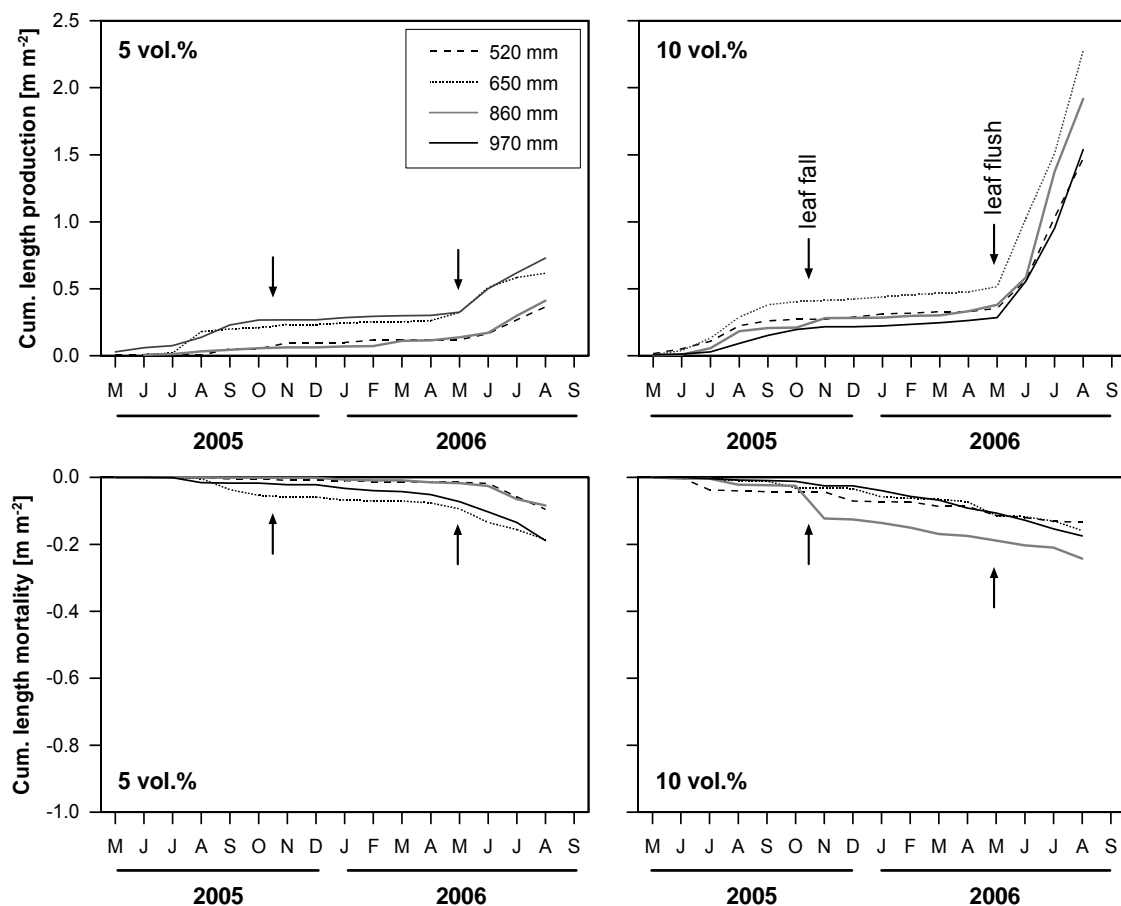 Cum. length production [m m⁻²]
2.5
2.0
1.5
1.0
0.5
0.0
5 vol.%
520 mm
650 mm
860 mm
970 mm
M J J A S O N D J F M A M J J A S
2005 2006
10 vol.%
leaf fall
leaf flush
M J J A S O N D J F M A M J J A S
2005 2006
Cum. length mortality [m m⁻²]
0.0
-0.2
-0.4
-0.6
-0.8
-1.0
5 vol.%
M J J A S O N D J F M A M J J A S
2005 2006
10 vol.%
M J J A S O N D J F M A M J J A S
2005 2006